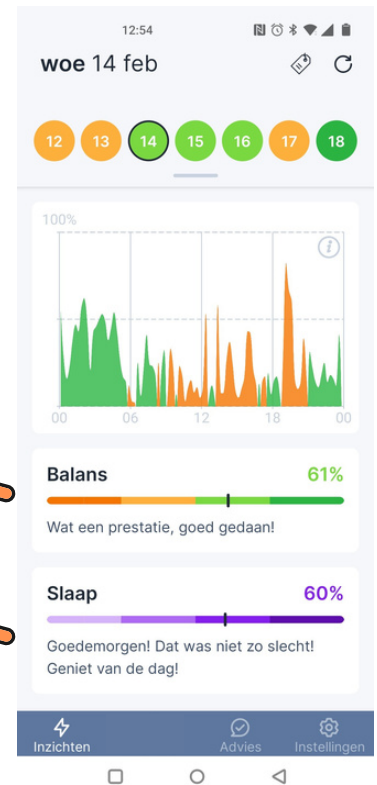 12:54
woe 14 feb
12 13 14 15 16 17 18
100%
i
00 06 12 18 00
Balans 61%
Wat een prestatie, goed gedaan!
Slaap 60%
Goedemorgen! Dat was niet zo slecht!
Geniet van de dag!
Inzichten Advies Instellingen